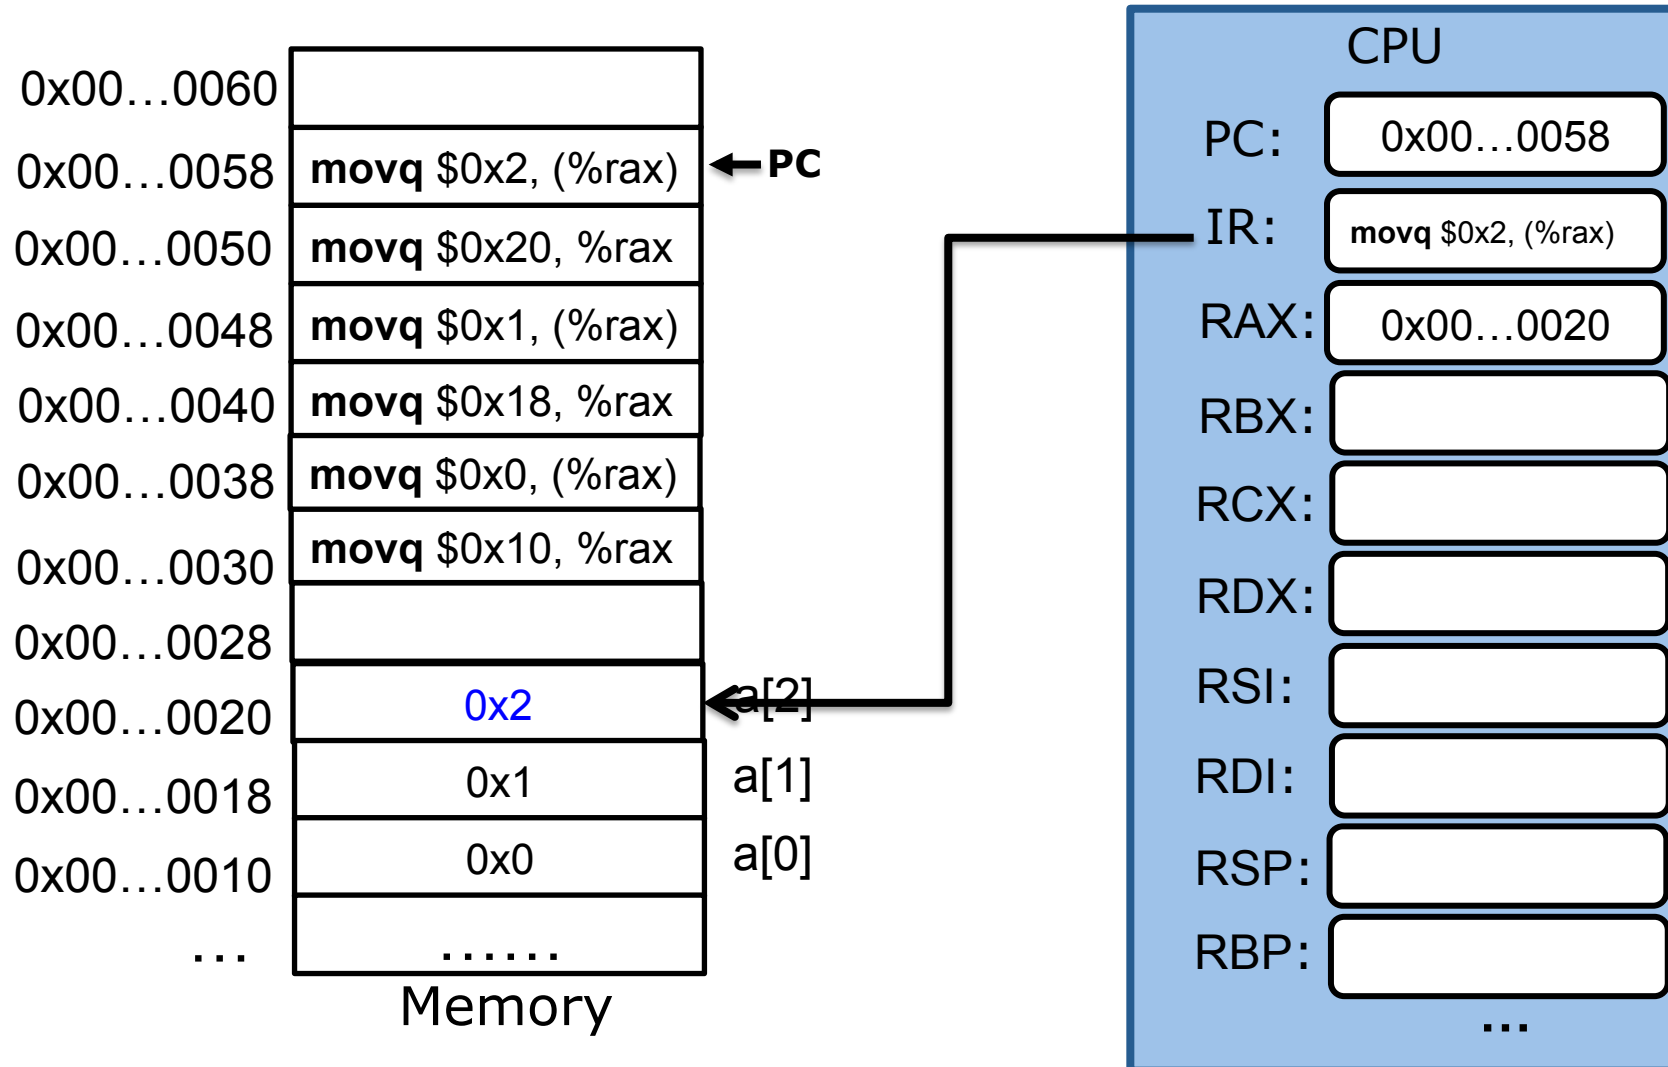 CPU
0x00...0060
0x00...0058 movq $0x2, (%rax) PC
0x00...0050 movq $0x20, %rax
0x00...0048 movq $0x1, (%rax)
0x00...0040 movq $0x18, %rax
0x00...0038 movq $0x0, (%rax)
0x00...0030 movq $0x10, %rax
0x00...0028
0x00...0020 0x2 a[2]
0x00...0018 0x1 a[1]
0x00...0010 0x0 a[0]
... ......
Memory
PC: 0x00...0058
IR: movq $0x2, (%rax)
RAX: 0x00...0020
RBX:
RCX:
RDX:
RSI:
RDI:
RSP:
RBP:
...